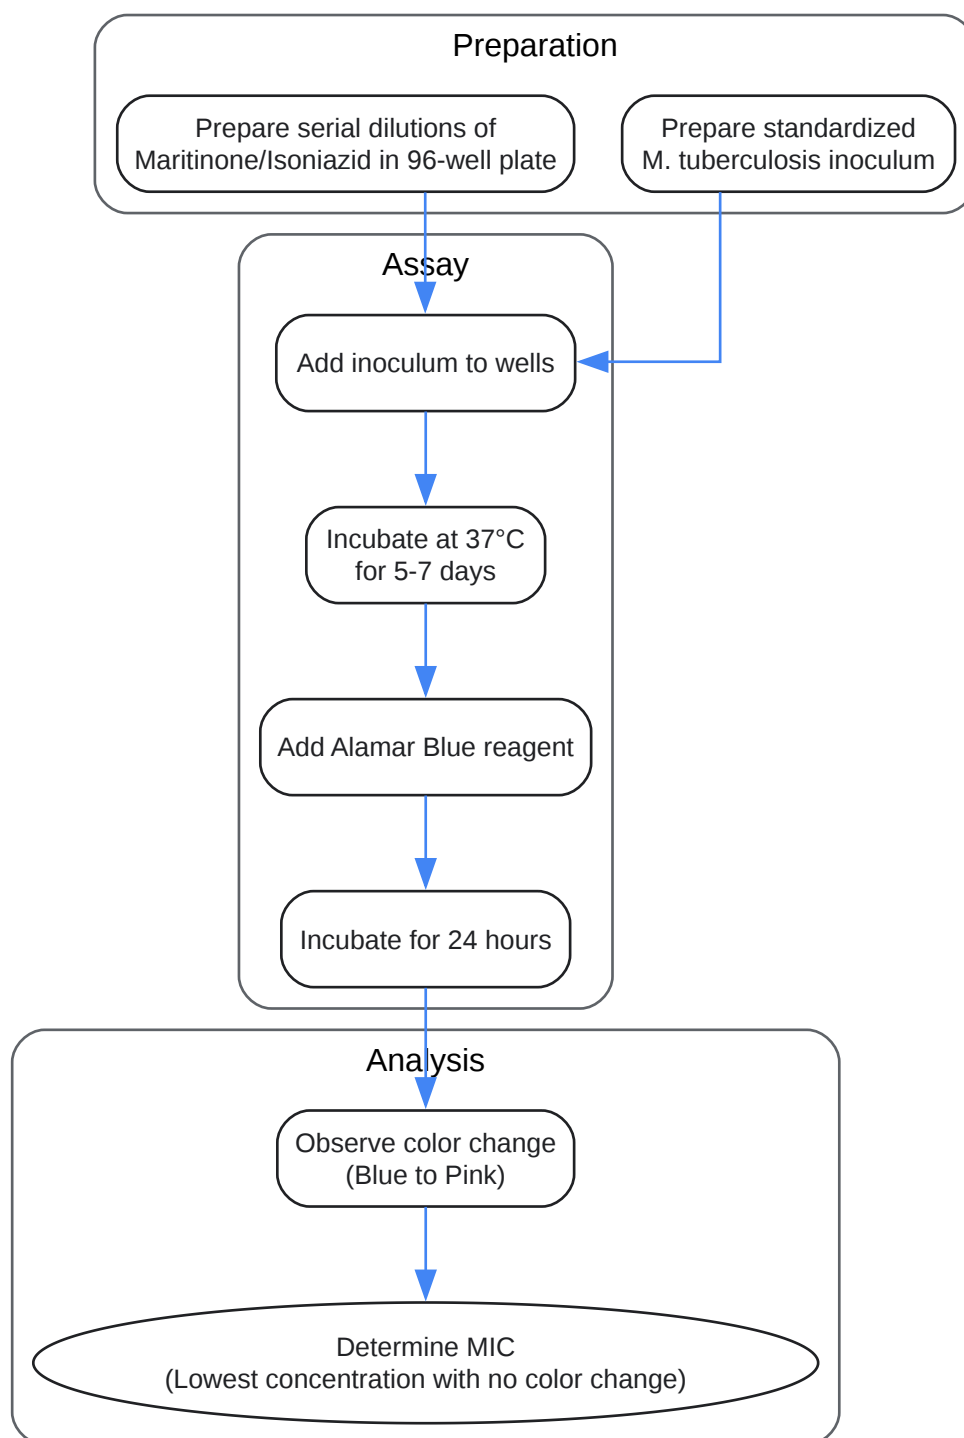 Preparation
Prepare serial dilutions of
Maritinone/Isoniazid in 96-well plate
Prepare standardized
M. tuberculosis inoculum
Assay
Add inoculum to wells
Incubate at 37°C
for 5-7 days
Add Alamar Blue reagent
Incubate for 24 hours
Analysis
Observe color change
(Blue to Pink)
Determine MIC
(Lowest concentration with no color change)